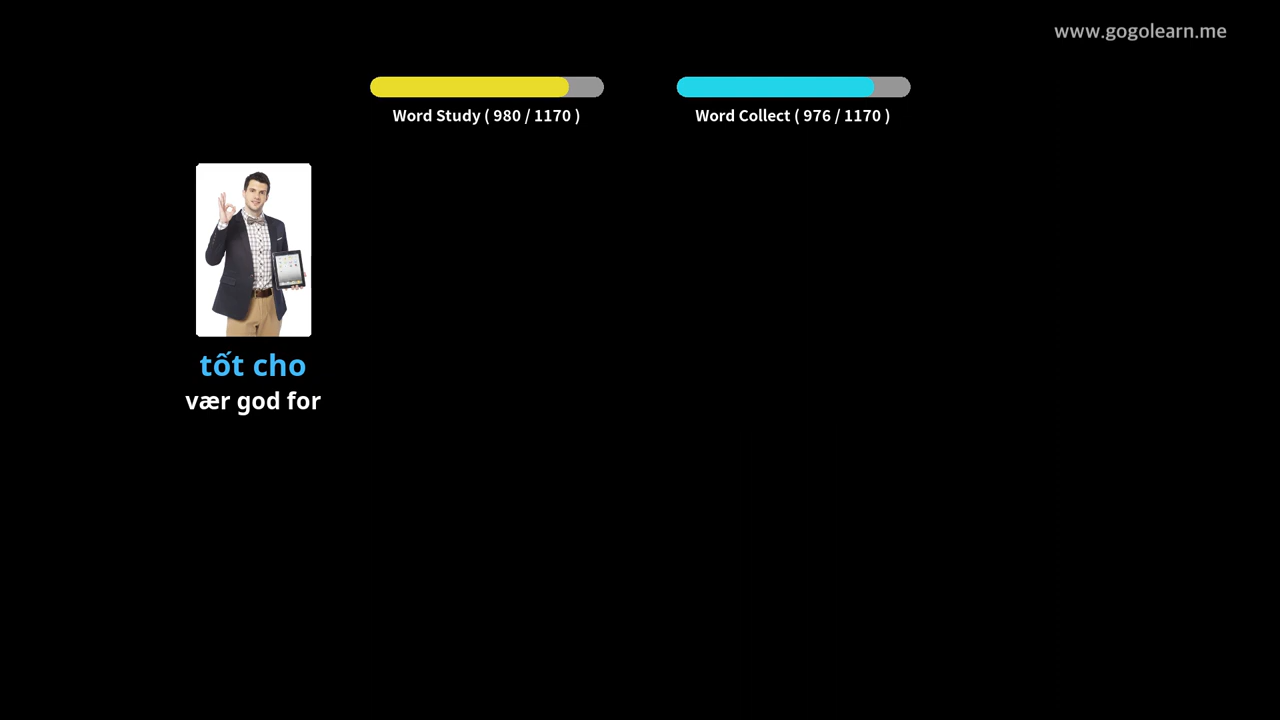 www.gogolearn.me
Word Study ( 980 / 1170 )
Word Collect ( 976 / 1170 )
tốt cho
vær god for